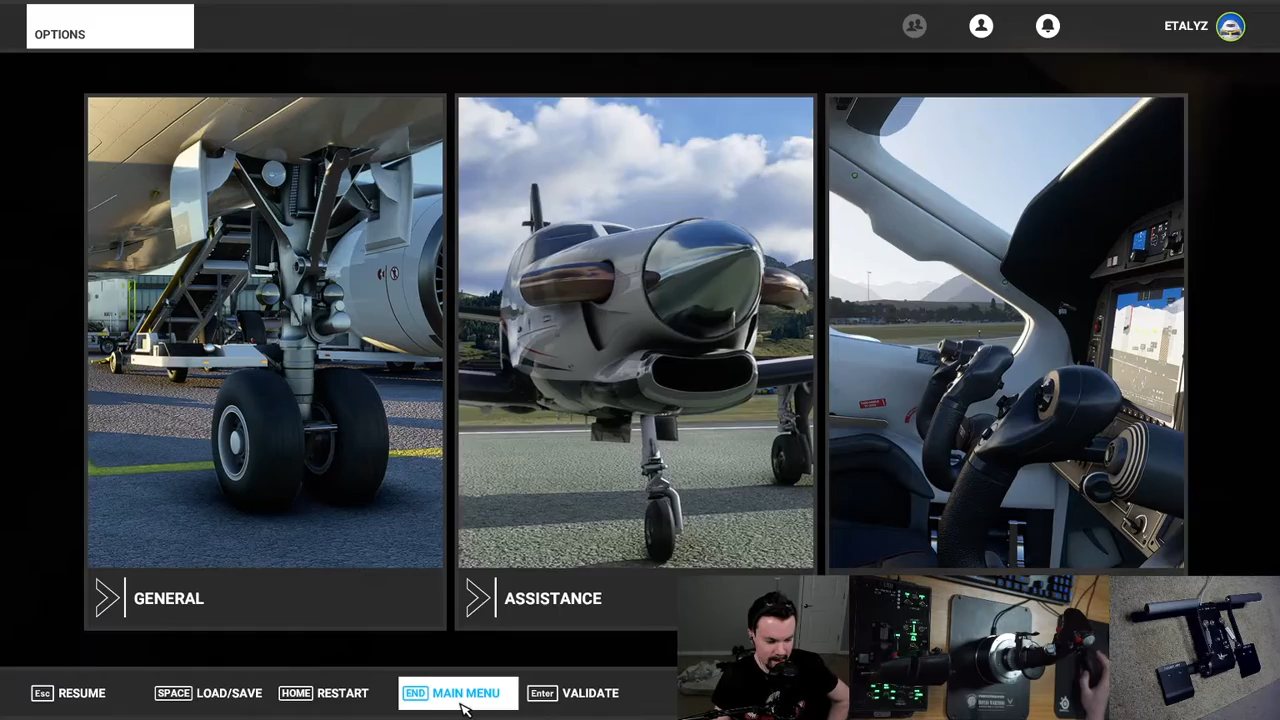 OPTIONS
ETALYZ
GENERAL
ASSISTANCE
Esc RESUME
SPACE LOAD/SAVE
HOME RESTART
END MAIN MENU
Enter VALIDATE